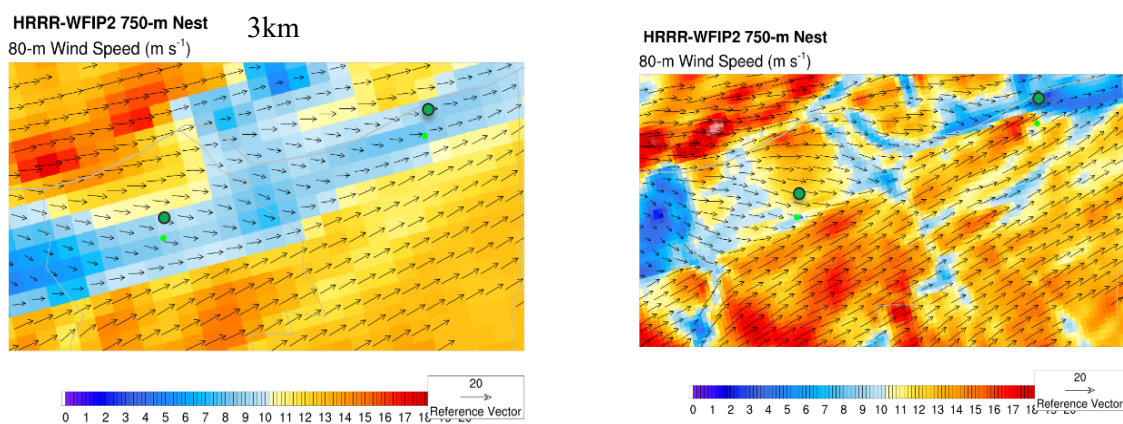 HRRR-WFIP2 750-m Nest 3km
80-m Wind Speed (m s-1)
20
Reference Vector
0 1 2 3 4 5 6 7 8 9 10 11 12 13 14 15 16 17 18
HRRR-WFIP2 750-m Nest
80-m Wind Speed (m s-1)
20
Reference Vector
0 1 2 3 4 5 6 7 8 9 10 11 12 13 14 15 16 17 18 19 20